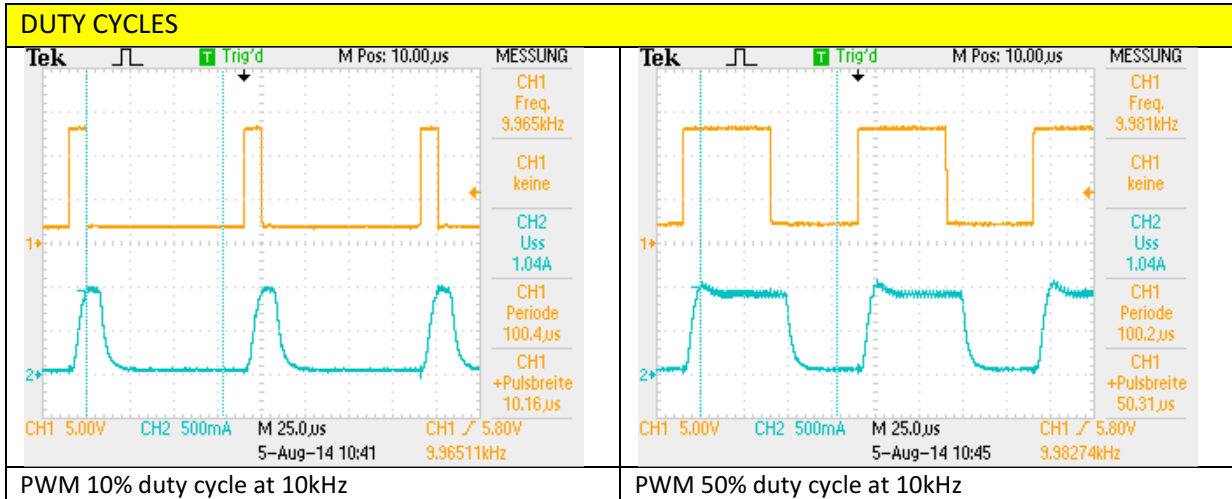 DUTY CYCLES
Tek T Trig'd M Pos: 10.00µs MESSUNG
CH1
Freq.
9.965kHz
CH1
keine
CH2
Uss
1.04A
CH1
Periode
100.4µs
CH1
+Pulsbreite
10.16µs
1
2
CH1 5.00V CH2 500mA M 25.0µs CH1 5.80V
5-Aug-14 10:41 9.96511kHz
PWM 10% duty cycle at 10kHz
Tek T Trig'd M Pos: 10.00µs MESSUNG
CH1
Freq.
9.981kHz
CH1
keine
CH2
Uss
1.04A
CH1
Periode
100.2µs
CH1
+Pulsbreite
50.31µs
1
2
CH1 5.00V CH2 500mA M 25.0µs CH1 5.80V
5-Aug-14 10:45 9.98274kHz
PWM 50% duty cycle at 10kHz